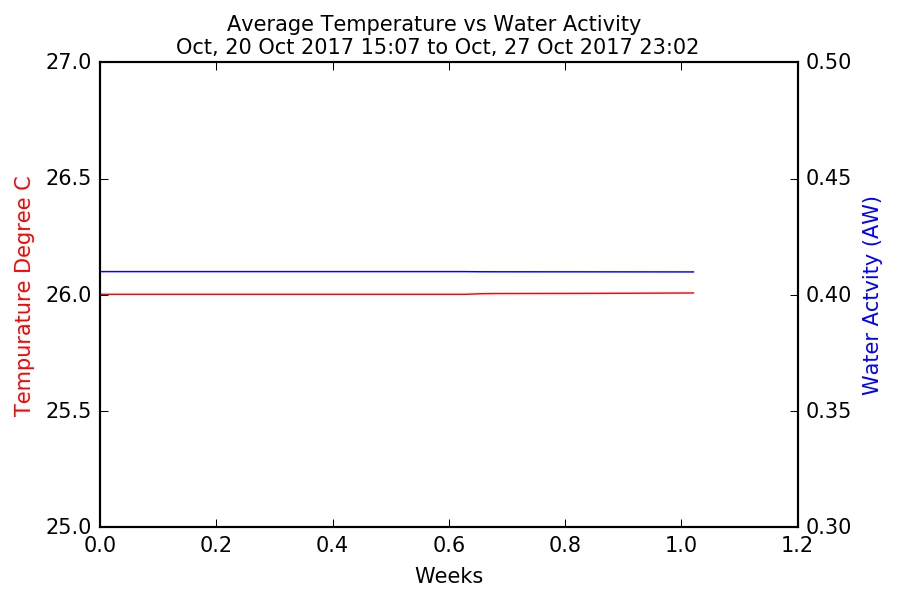 Average Temperature vs Water Activity
Oct, 20 Oct 2017 15:07 to Oct, 27 Oct 2017 23:02
27.0
26.5
26.0
25.5
25.0
Tempurature Degree C
0.50
0.45
0.40
0.35
0.30
Water Actvity (AW)
0.0 0.2 0.4 0.6 0.8 1.0 1.2
Weeks